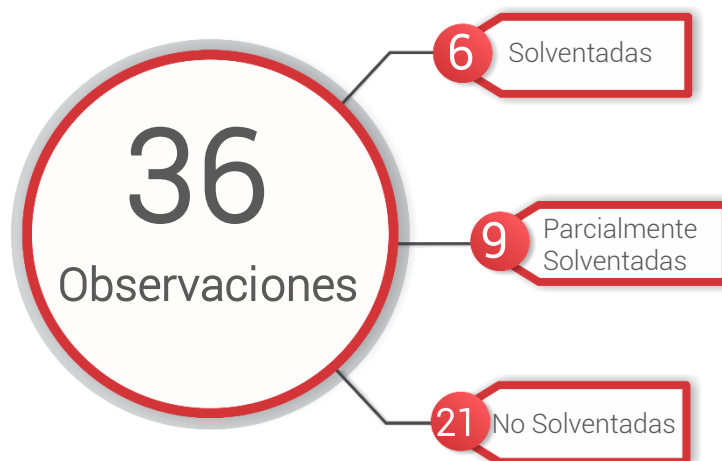 36
Observaciones
6
Solventadas
9
Parcialmente
Solventadas
21
No Solventadas